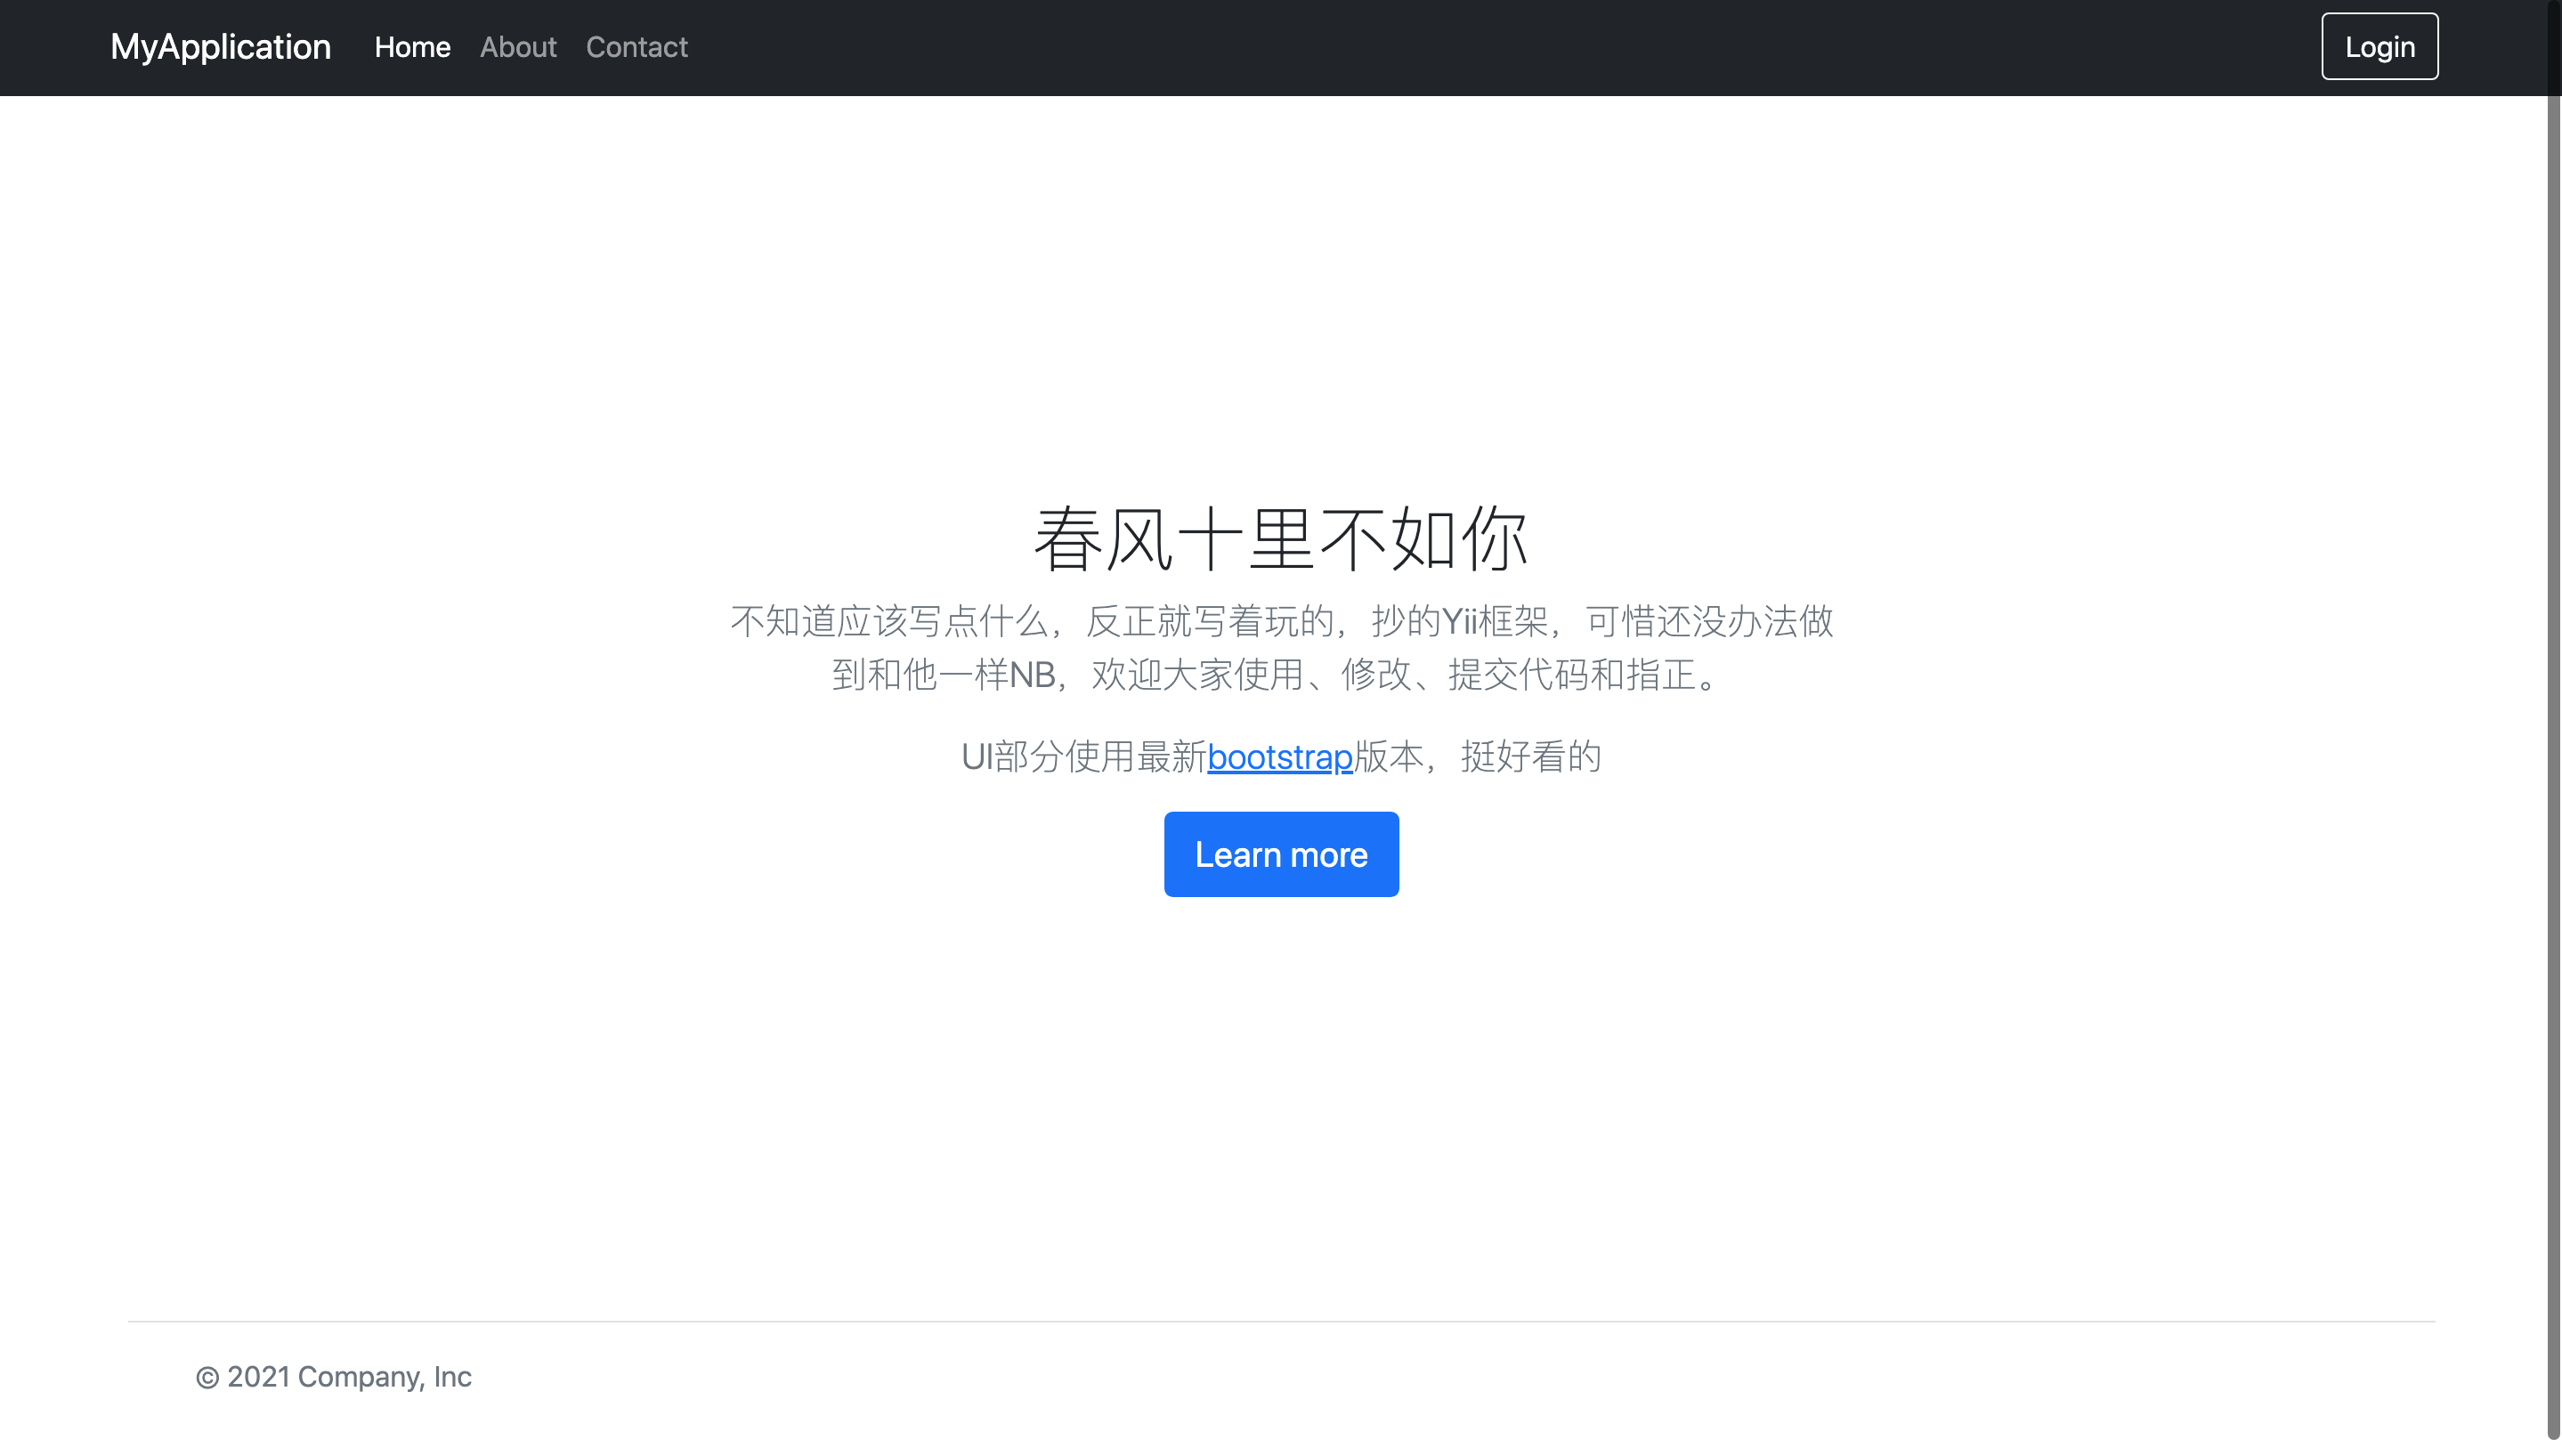 MyApplication Home About Contact Login
春风十里不如你
不知道应该写点什么，反正就写着玩的，抄的Yii框架，可惜还没办法做
到和他一样NB，欢迎大家使用、修改、提交代码和指正。
UI部分使用最新bootstrap版本，挺好看的
Learn more
© 2021 Company, Inc